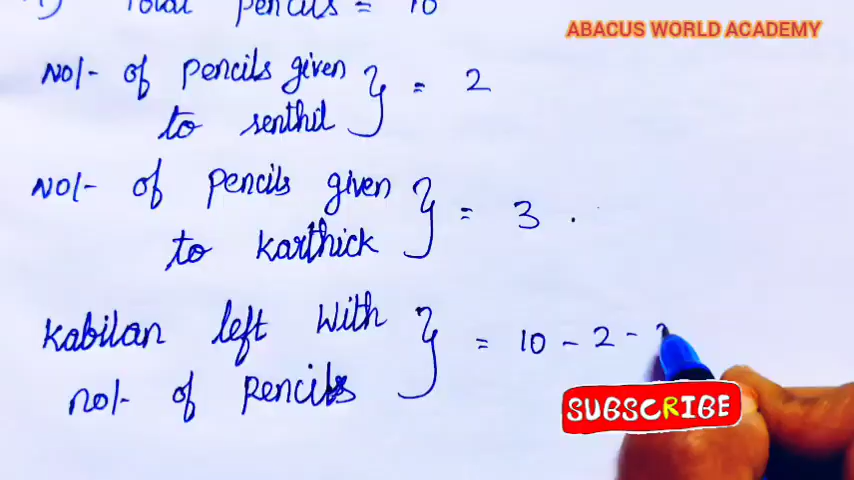 1) Total pencils = 10
ABACUS WORLD ACADEMY
No/- of pencils given } = 2
to senthil
No/- of pencils given } = 3 .
to karthick
kabilan left with } = 10 - 2 -
no/- of pencils
SUBSCRIBE